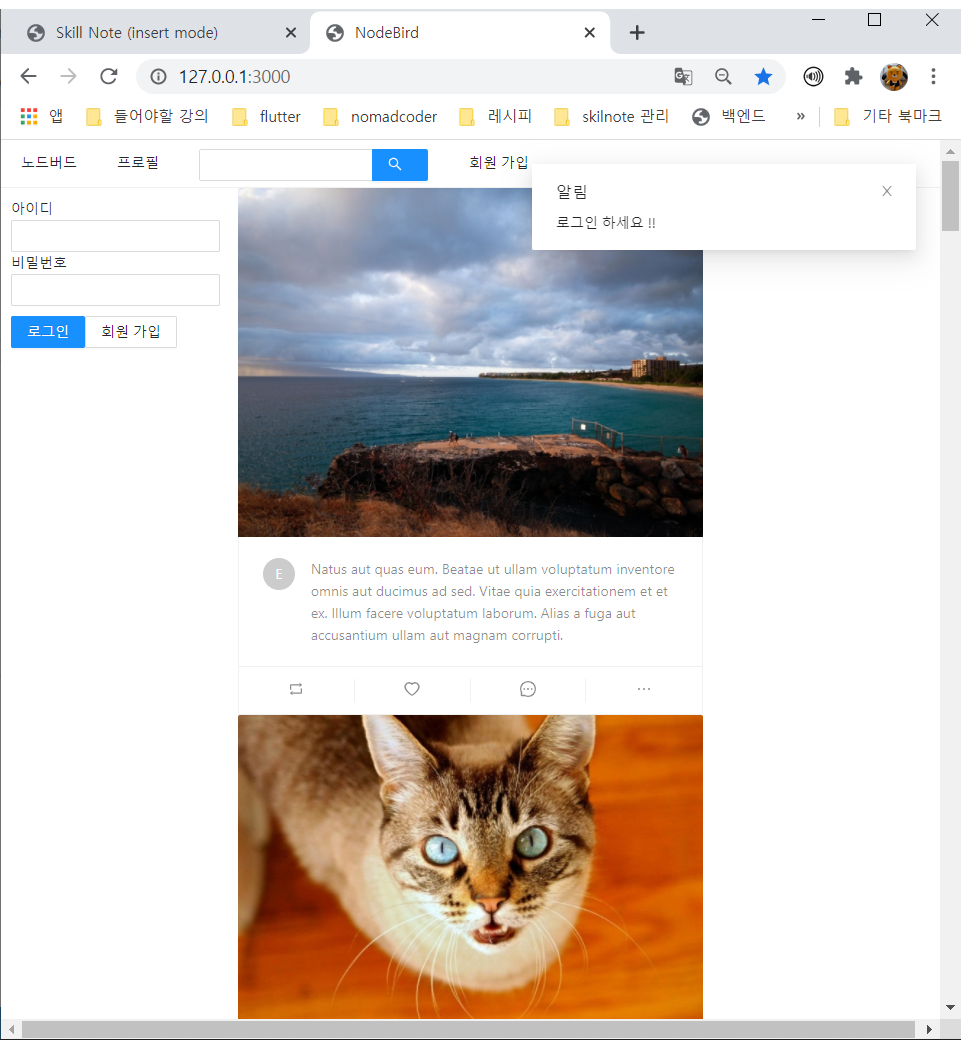 Skill Note (insert mode)
NodeBird
127.0.0.1:3000
앱
들어야할 강의
flutter
nomadcoder
레시피
skilnote 관리
백엔드
»
기타 북마크
노드버드
프로필
회원 가입
알림
로그인 하세요 !!
아이디
비밀번호
로그인
회원 가입
E
Natus aut quas eum. Beatae ut ullam voluptatum inventore
omnis aut ducimus ad sed. Vitae quia exercitationem et et
ex. Illum facere voluptatum laborum. Alias a fuga aut
accusantium ullam aut magnam corrupti.